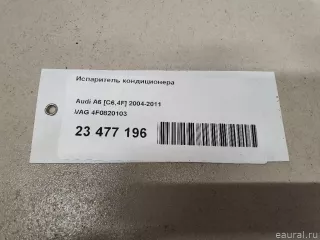 Испаритель кондиционера
Audi A6 [C6,4F] 2004-2011
VAG 4F0820103
23 477 196
eaural.ru